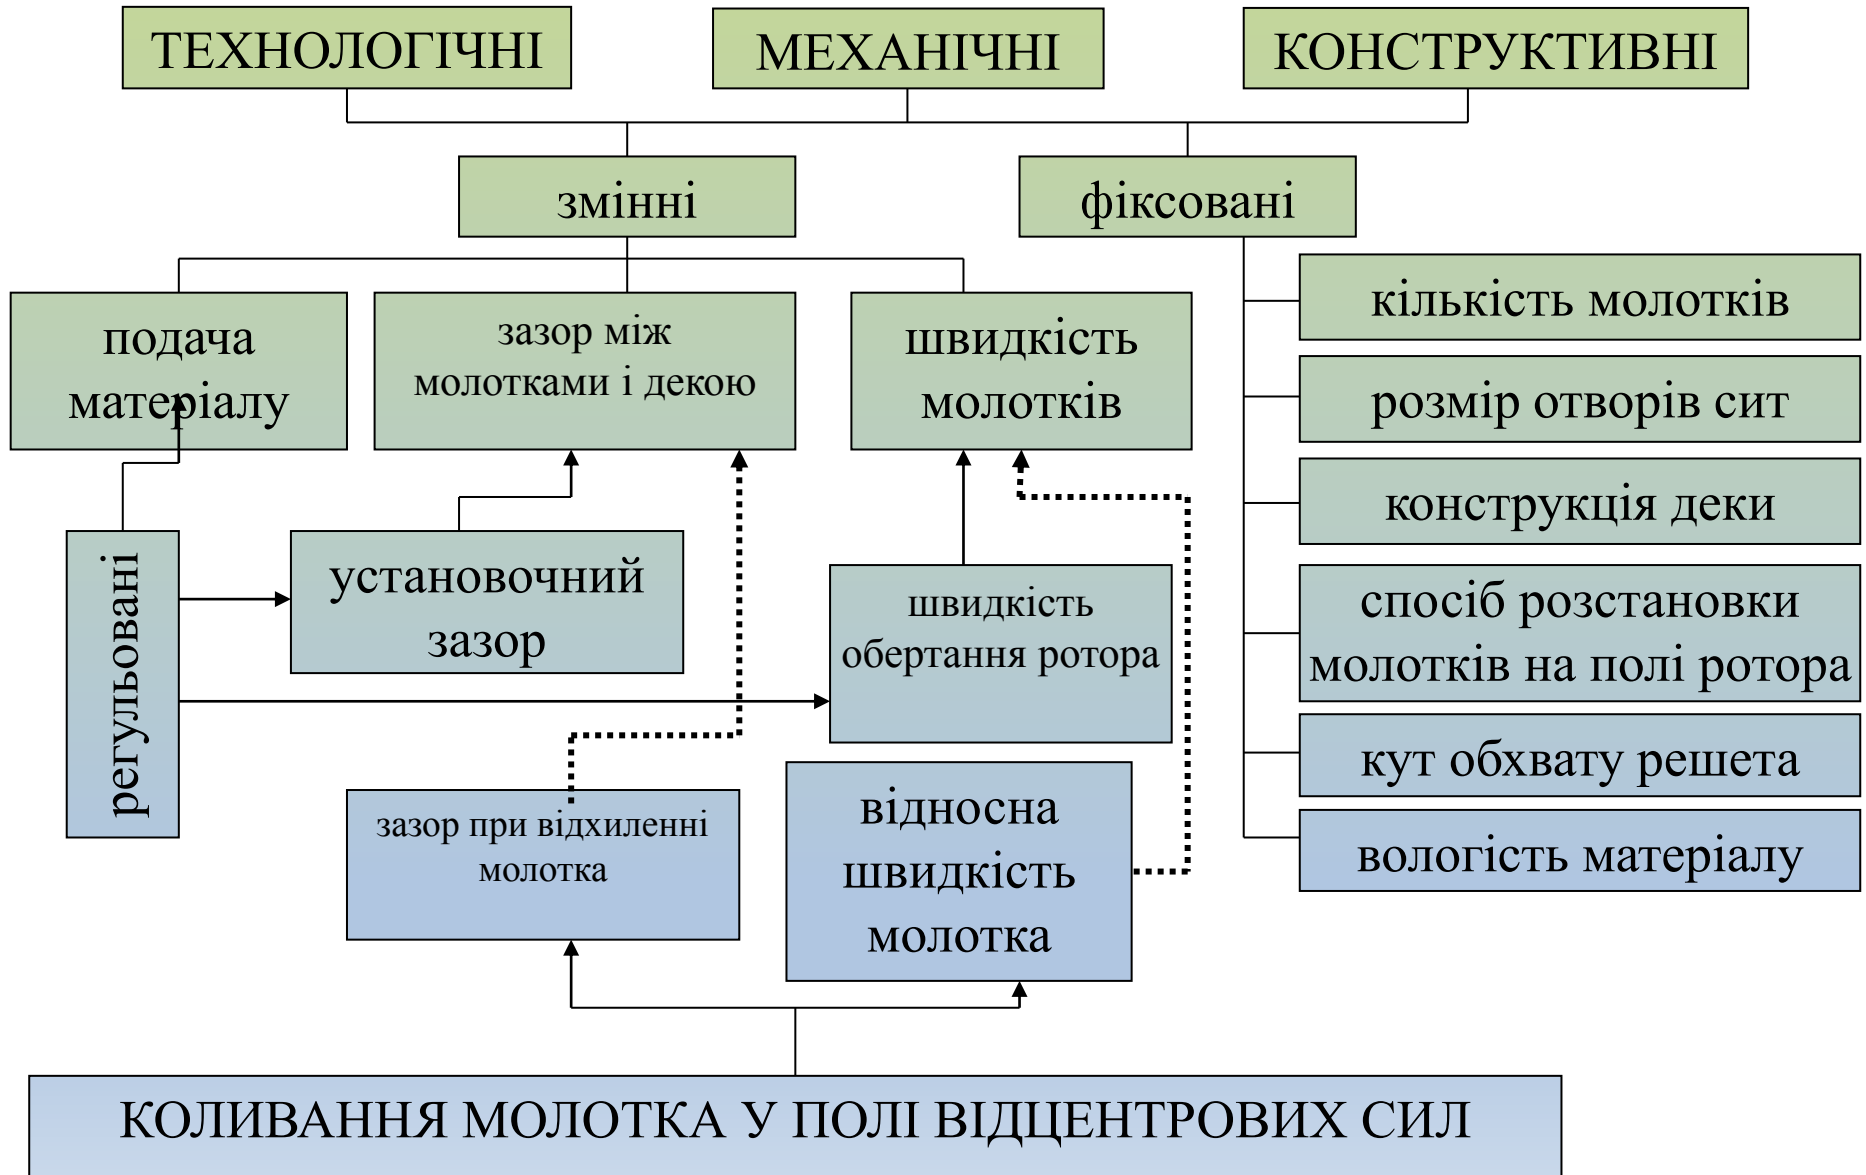 ТЕХНОЛОГІЧНІ
МЕХАНІЧНІ
КОНСТРУКТИВНІ
змінні
фіксовані
подача
матеріалу
зазор між
молотками і декою
швидкість
молотків
кількість молотків
розмір отворів сит
конструкція деки
спосіб розстановки
молотків на полі ротора
кут обхвату решета
вологість матеріалу
регульовані
установочний
зазор
швидкість
обертання ротора
зазор при відхиленні
молотка
відносна
швидкість
молотка
КОЛИВАННЯ МОЛОТКА У ПОЛІ ВІДЦЕНТРОВИХ СИЛ